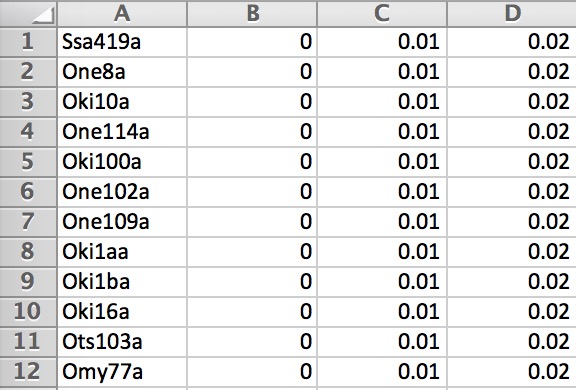 A B C D
1 Ssa419a 0 0.01 0.02
2 One8a 0 0.01 0.02
3 Oki10a 0 0.01 0.02
4 One114a 0 0.01 0.02
5 Oki100a 0 0.01 0.02
6 One102a 0 0.01 0.02
7 One109a 0 0.01 0.02
8 Oki1aa 0 0.01 0.02
9 Oki1ba 0 0.01 0.02
10 Oki16a 0 0.01 0.02
11 Ots103a 0 0.01 0.02
12 Omy77a 0 0.01 0.02